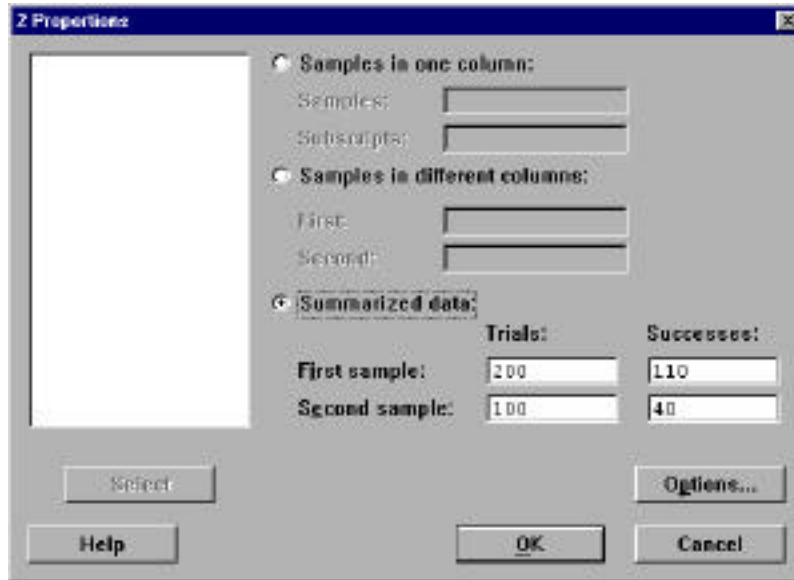 2 Proportions
Samples in one column:
Samples:
Subscripts:
Samples in different columns:
First:
Second:
Summarized data:
Trials: Successes:
First sample: 200 110
Second sample: 100 40
Select
Options...
Help
OK
Cancel